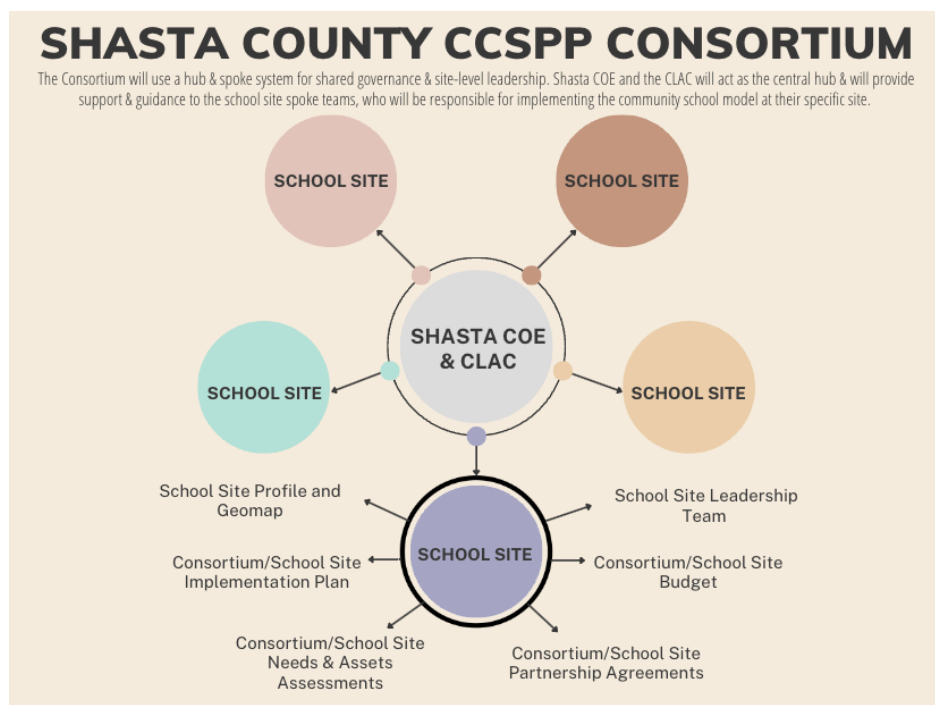 SHASTA COUNTY CCSPP CONSORTIUM
The Consortium will use a hub & spoke system for shared governance & site-level leadership. Shasta COE and the CLAC will act as the central hub & will provide
support & guidance to the school site spoke teams, who will be responsible for implementing the community school model at their specific site.
SCHOOL SITE
SCHOOL SITE
SHASTA COE
& CLAC
SCHOOL SITE
SCHOOL SITE
School Site Profile and
Geomap
School Site Leadership
Team
SCHOOL SITE
Consortium/School Site
Implementation Plan
Consortium/School Site
Budget
Consortium/School Site
Needs & Assets
Assessments
Consortium/School Site
Partnership Agreements